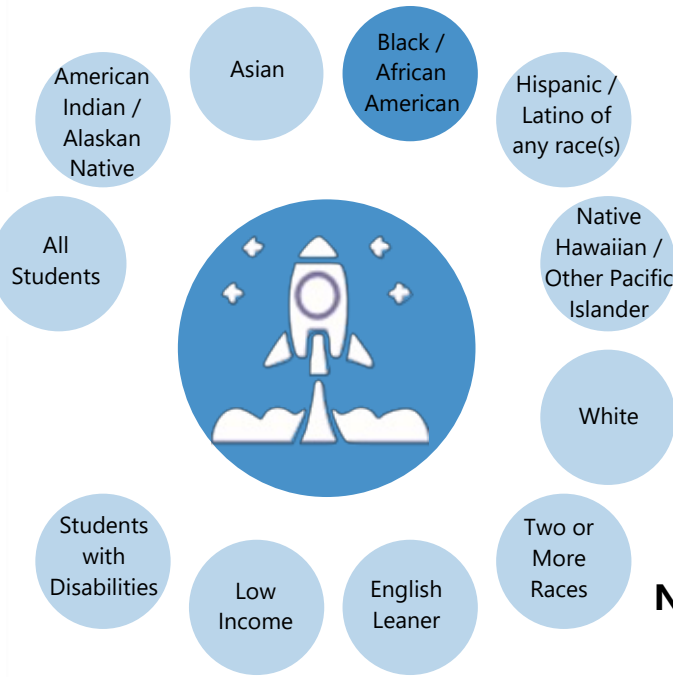 Black /
African
American
Asian
American
Indian /
Alaskan
Native
Hispanic /
Latino of
any race(s)
All
Students
Native
Hawaiian /
Other Pacific
Islander
White
Students
with
Disabilities
Low
Income
English
Leaner
Two or
More
Races
N